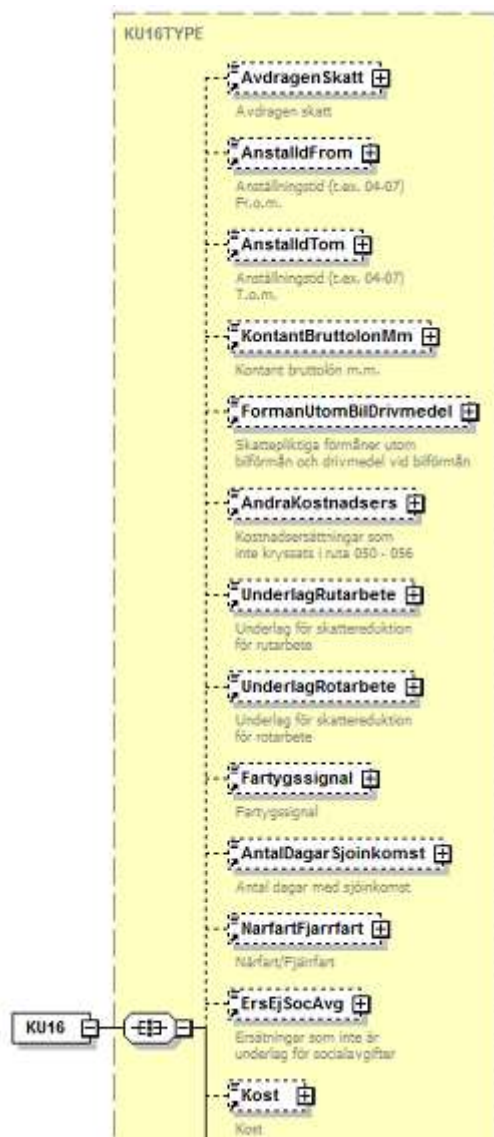 KU16TYPE
AvdragenSkatt
Avdragen skatt
AnstalldFrom
Anställningstid (t.ex. 04-07)
Fr.o.m.
AnstalldTom
Anställningstid (t.ex. 04-07)
T.o.m.
KontantBruttolonMm
Kontant bruttolön m.m.
FormanUtomBilDrivmedel
Skattepliktiga förmåner utom
bilförmån och drivmedel vid bilförmån
AndraKostnadsers
Kostnadsersättningar som
inte kryssats i ruta 050 - 056
UnderlagRutarbete
Underlag för skattereduktion
för rutarbete
UnderlagRotarbete
Underlag för skattereduktion
för rotarbete
Fartygssignal
Fartygssignal
AntalDagarSjoinkomst
Antal dagar med sjöinkomst
NarfartFjarrfart
Närfart/Fjärrfart
ErsEjSocAvg
Ersätningar som inte är
underlag för socialavgifter
KU16
Kost
Kost